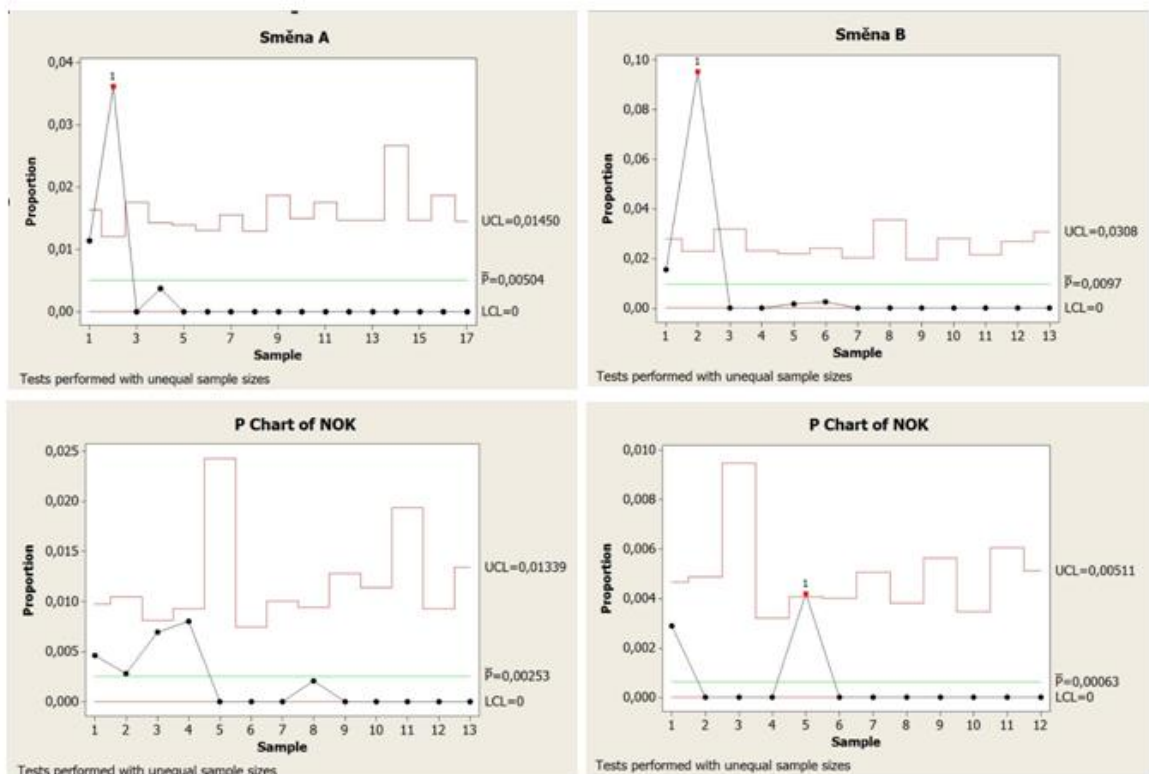 Směna A
0,04
0,03
0,02
0,01
0,00
Proportion
1
UCL=0,01450
P̅=0,00504
LCL=0
1 3 5 7 9 11 13 15 17
Sample
Tests performed with unequal sample sizes
Směna B
0,10
0,08
0,06
0,04
0,02
0,00
Proportion
1
UCL=0,0308
P̅=0,0097
LCL=0
1 2 3 4 5 6 7 8 9 10 11 12 13
Sample
Tests performed with unequal sample sizes
P Chart of NOK
0,025
0,020
0,015
0,010
0,005
0,000
Proportion
UCL=0,01339
P̅=0,00253
LCL=0
1 2 3 4 5 6 7 8 9 10 11 12 13
Sample
Tests performed with unequal sample sizes
P Chart of NOK
0,010
0,008
0,006
0,004
0,002
0,000
Proportion
1
UCL=0,00511
P̅=0,00063
LCL=0
1 2 3 4 5 6 7 8 9 10 11 12
Sample
Tests performed with unequal sample sizes